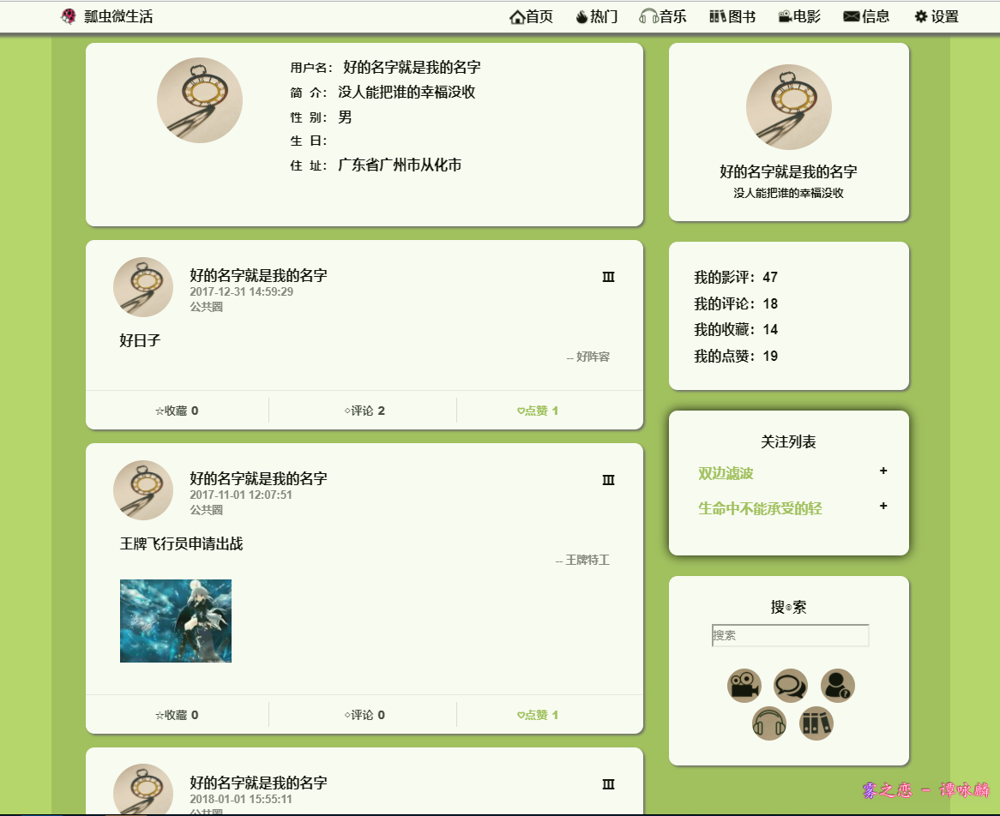 瓢虫微生活 首页 热门 音乐 图书 电影 信息 设置
用户名： 好的名字就是我的名字
简 介： 没人能把谁的幸福没收
性 别： 男
生 日：
住 址： 广东省广州市从化市
好的名字就是我的名字
2017-12-31 14:59:29
公共圈
好日子
-- 好阵容
☆收藏 0 ○评论 2 ♡点赞 1
好的名字就是我的名字
2017-11-01 12:07:51
公共圈
王牌飞行员申请出战
-- 王牌特工
☆收藏 0 ○评论 0 ♡点赞 1
好的名字就是我的名字
2018-01-01 15:55:11
公共圈
好的名字就是我的名字
没人能把谁的幸福没收
我的影评：47
我的评论：18
我的收藏：14
我的点赞：19
关注列表
双边滤波 +
生命中不能承受的轻 +
搜⊙索
搜索
雾之恋 - 谭咏麟